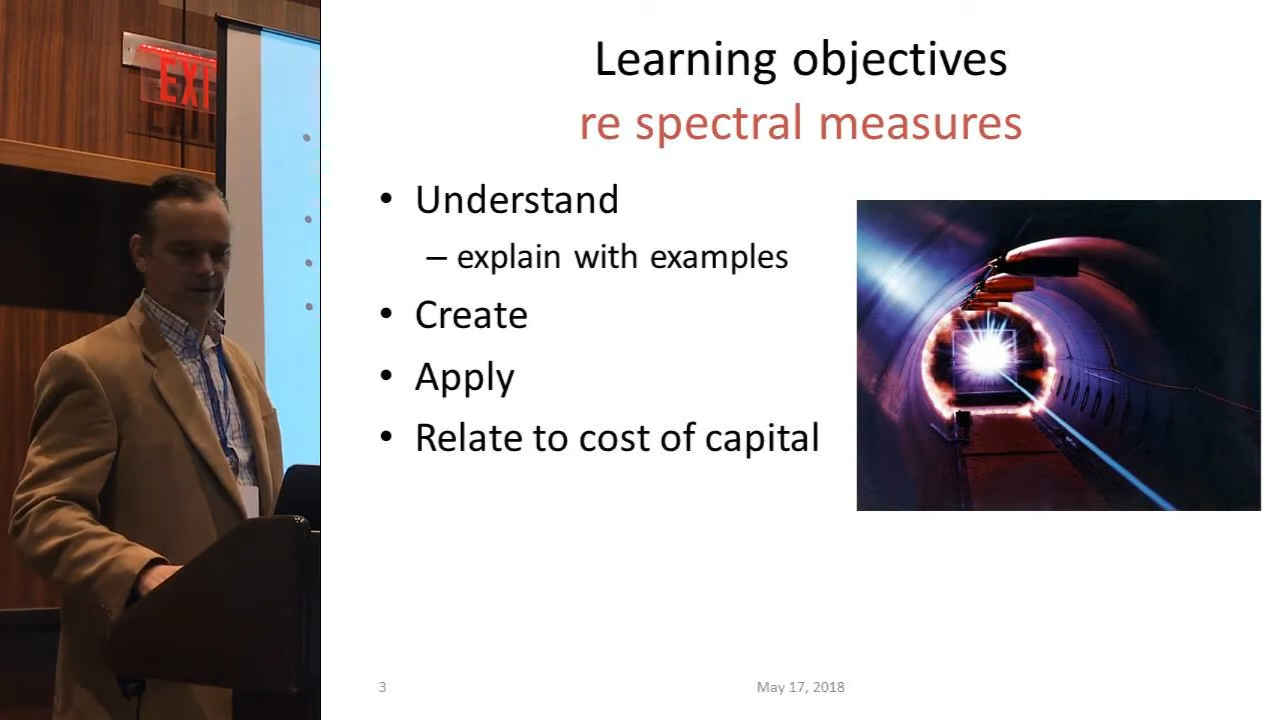 EXIT
Learning objectives
re spectral measures
• Understand
– explain with examples
• Create
• Apply
• Relate to cost of capital
3
May 17, 2018